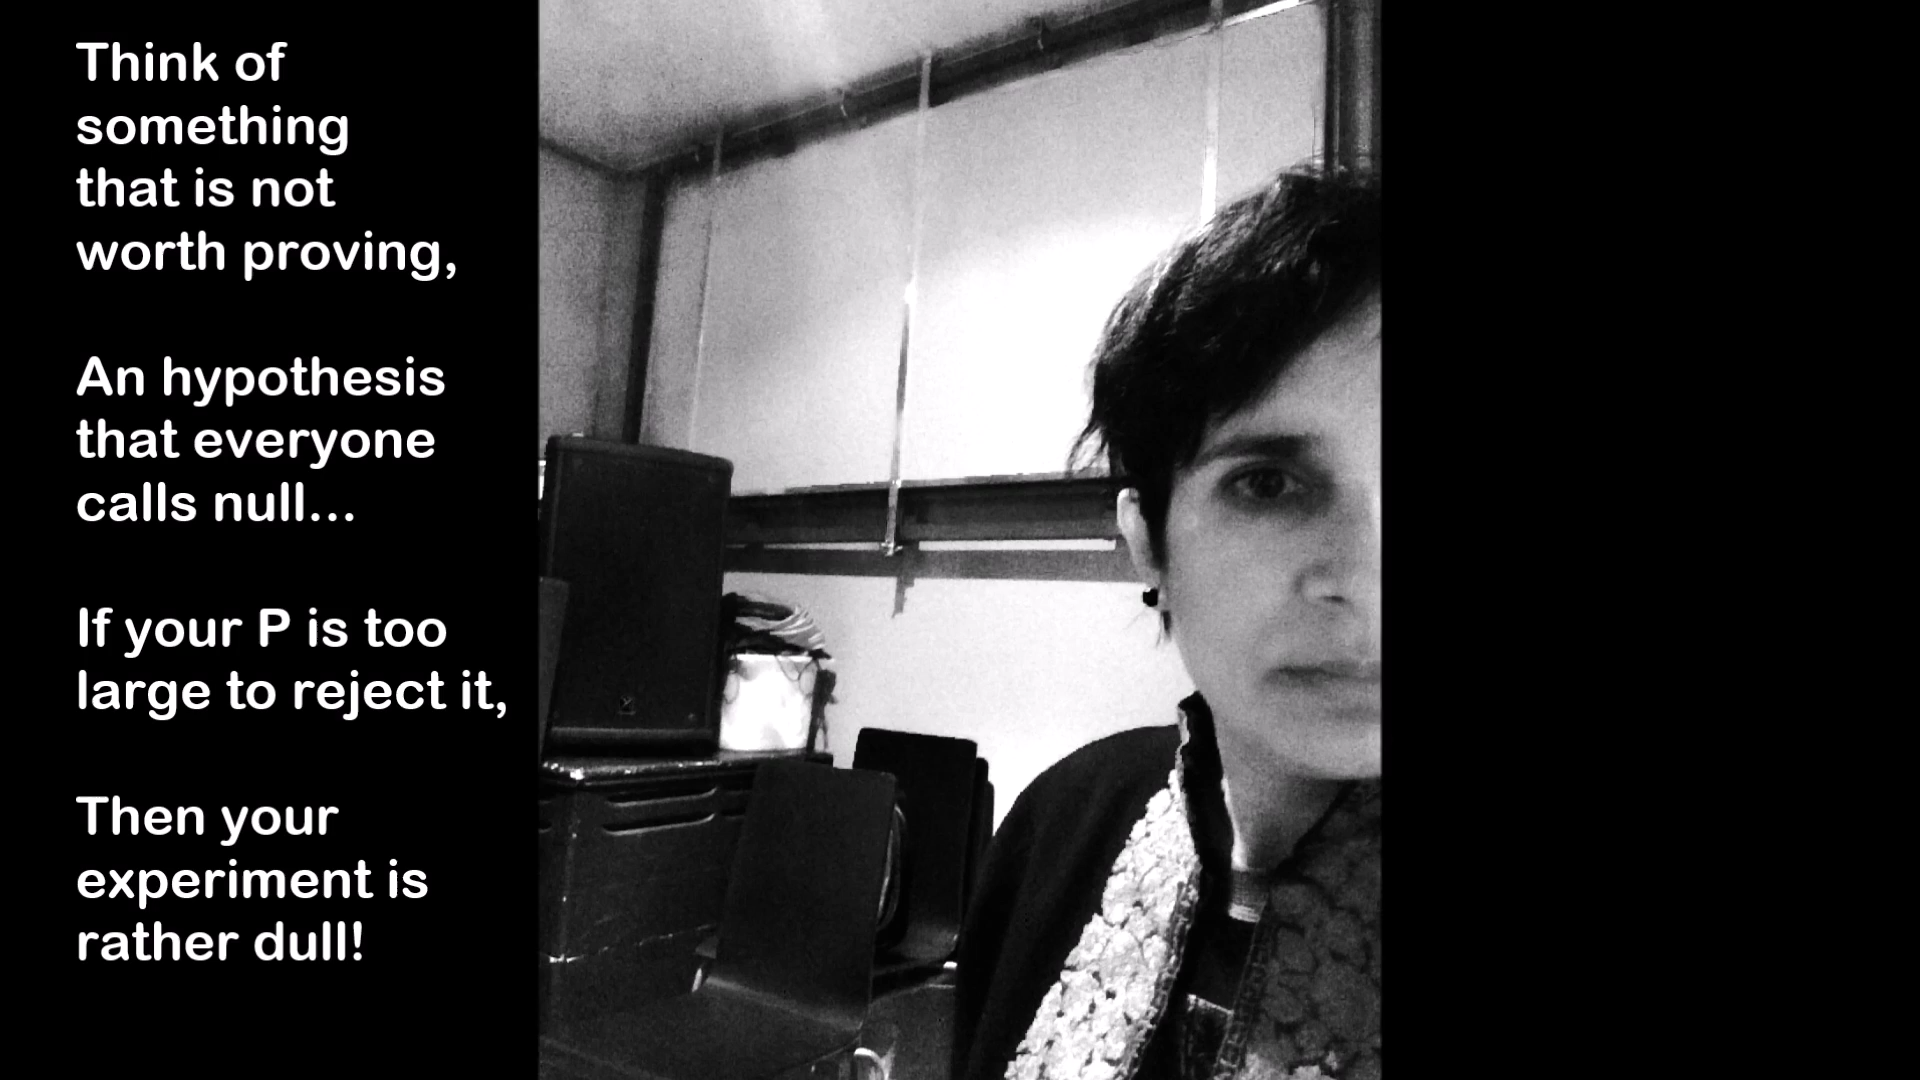 Think of
something
that is not
worth proving,
An hypothesis
that everyone
calls null...
If your P is too
large to reject it,
Then your
experiment is
rather dull!